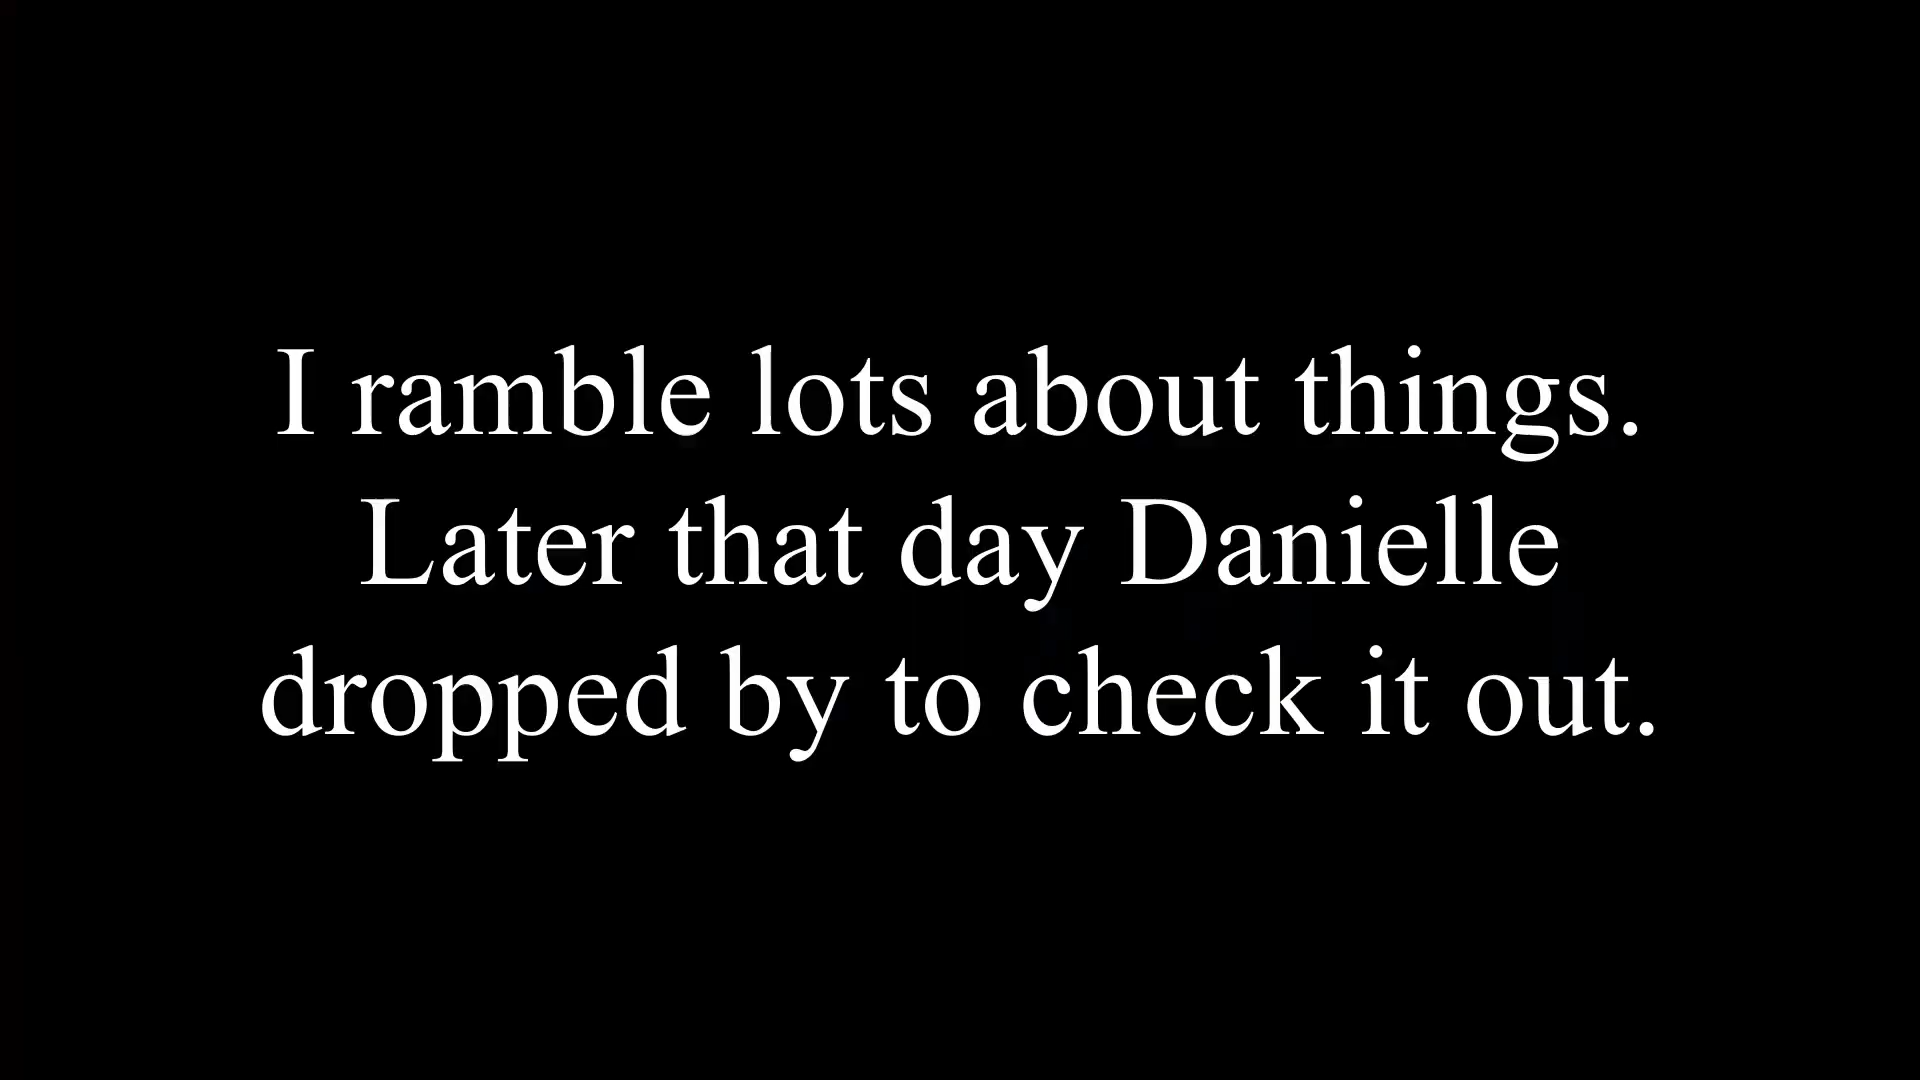 I ramble lots about things.
Later that day Danielle
dropped by to check it out.